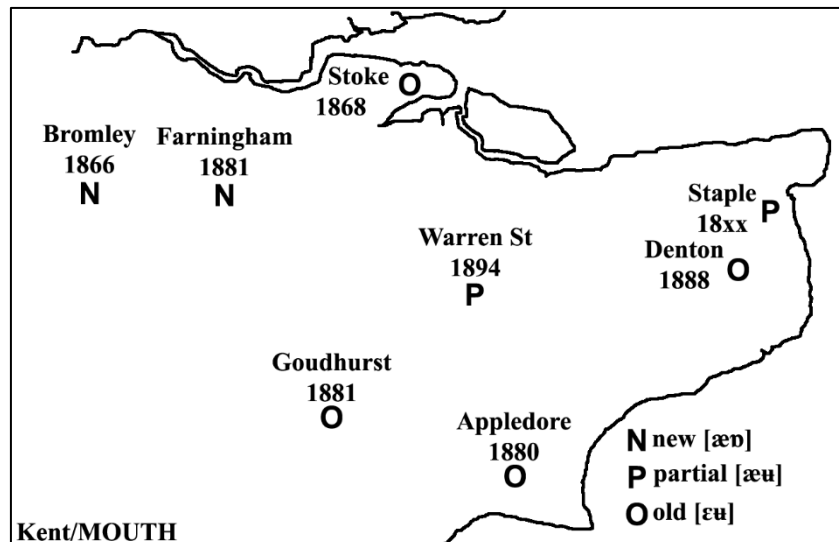 Stoke
1868
O
Bromley
1866
N
Farningham
1881
N
Staple
18xx
P
Warren St
1894
P
Denton
1888
O
Goudhurst
1881
O
Appledore
1880
O
N new [æɒ]
P partial [æʉ]
O old [ɛʉ]
Kent/MOUTH